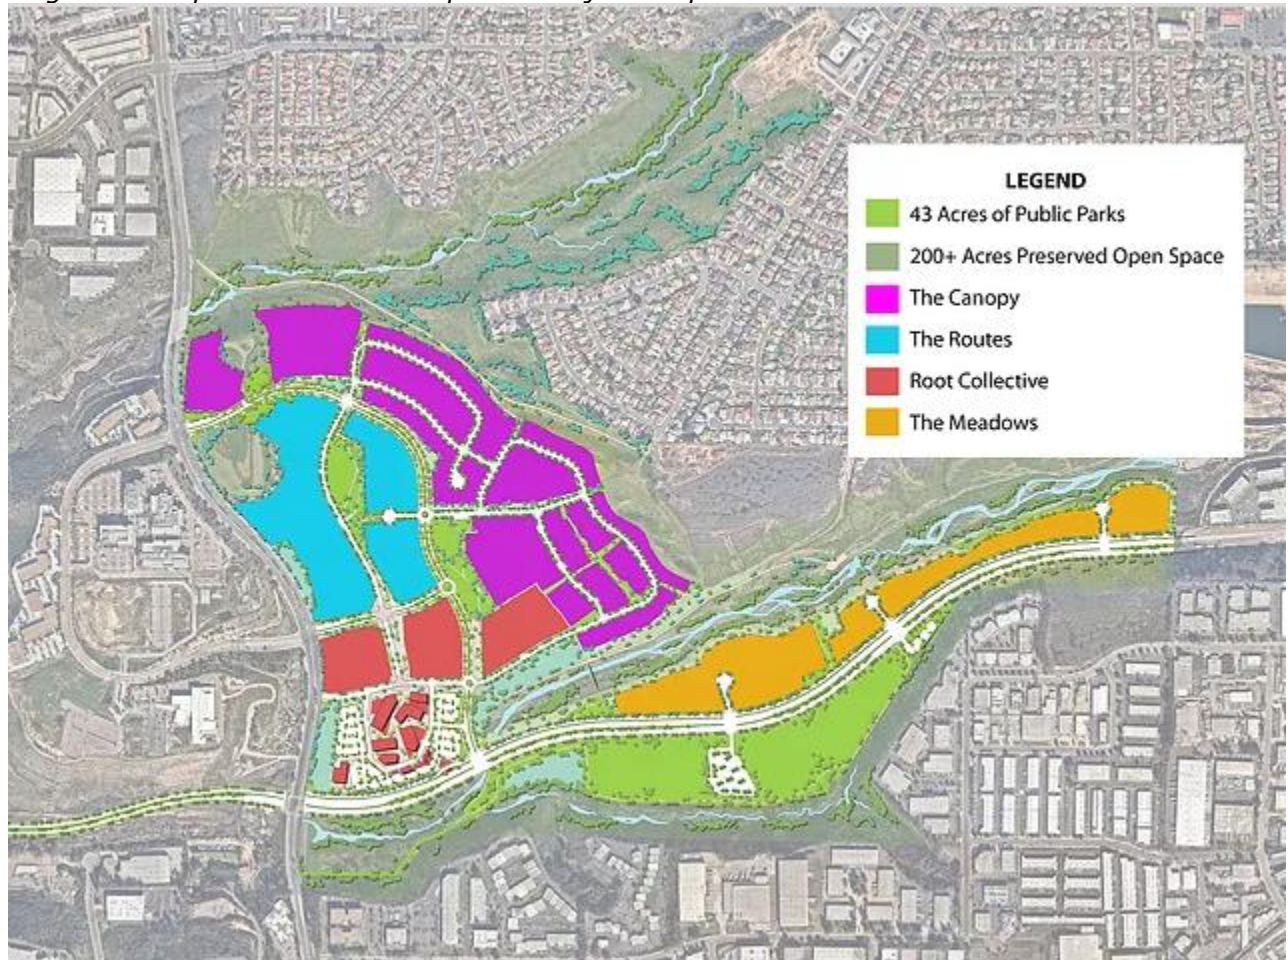 LEGEND
43 Acres of Public Parks
200+ Acres Preserved Open Space
The Canopy
The Routes
Root Collective
The Meadows